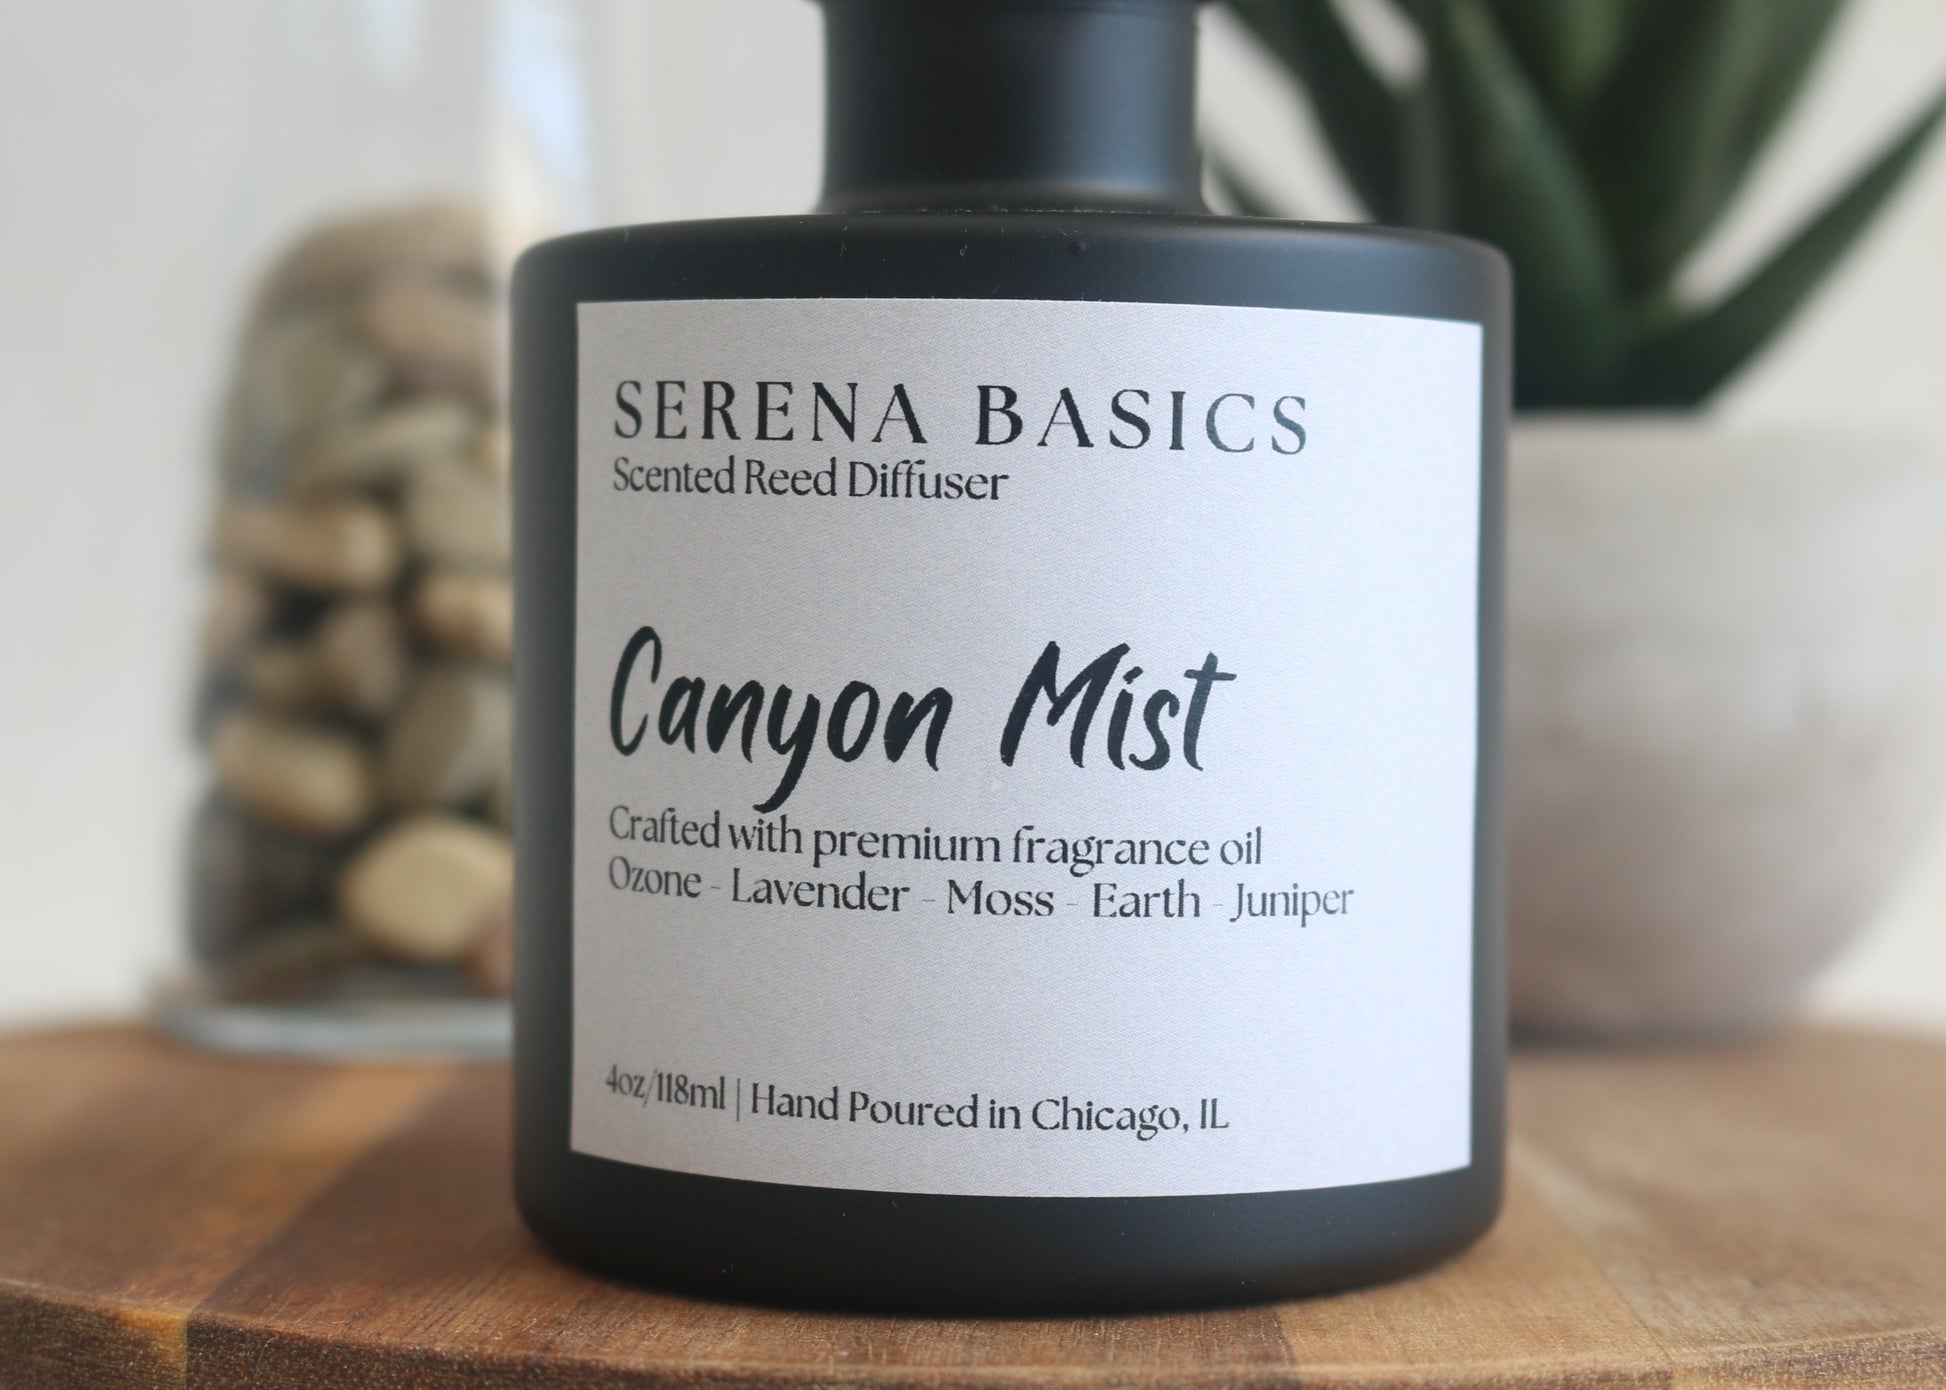 SERENA BASICS
Scented Reed Diffuser
Canyon Mist
Crafted with premium fragrance oil
Ozone - Lavender - Moss - Earth - Juniper
4oz/118ml | Hand Poured in Chicago, IL